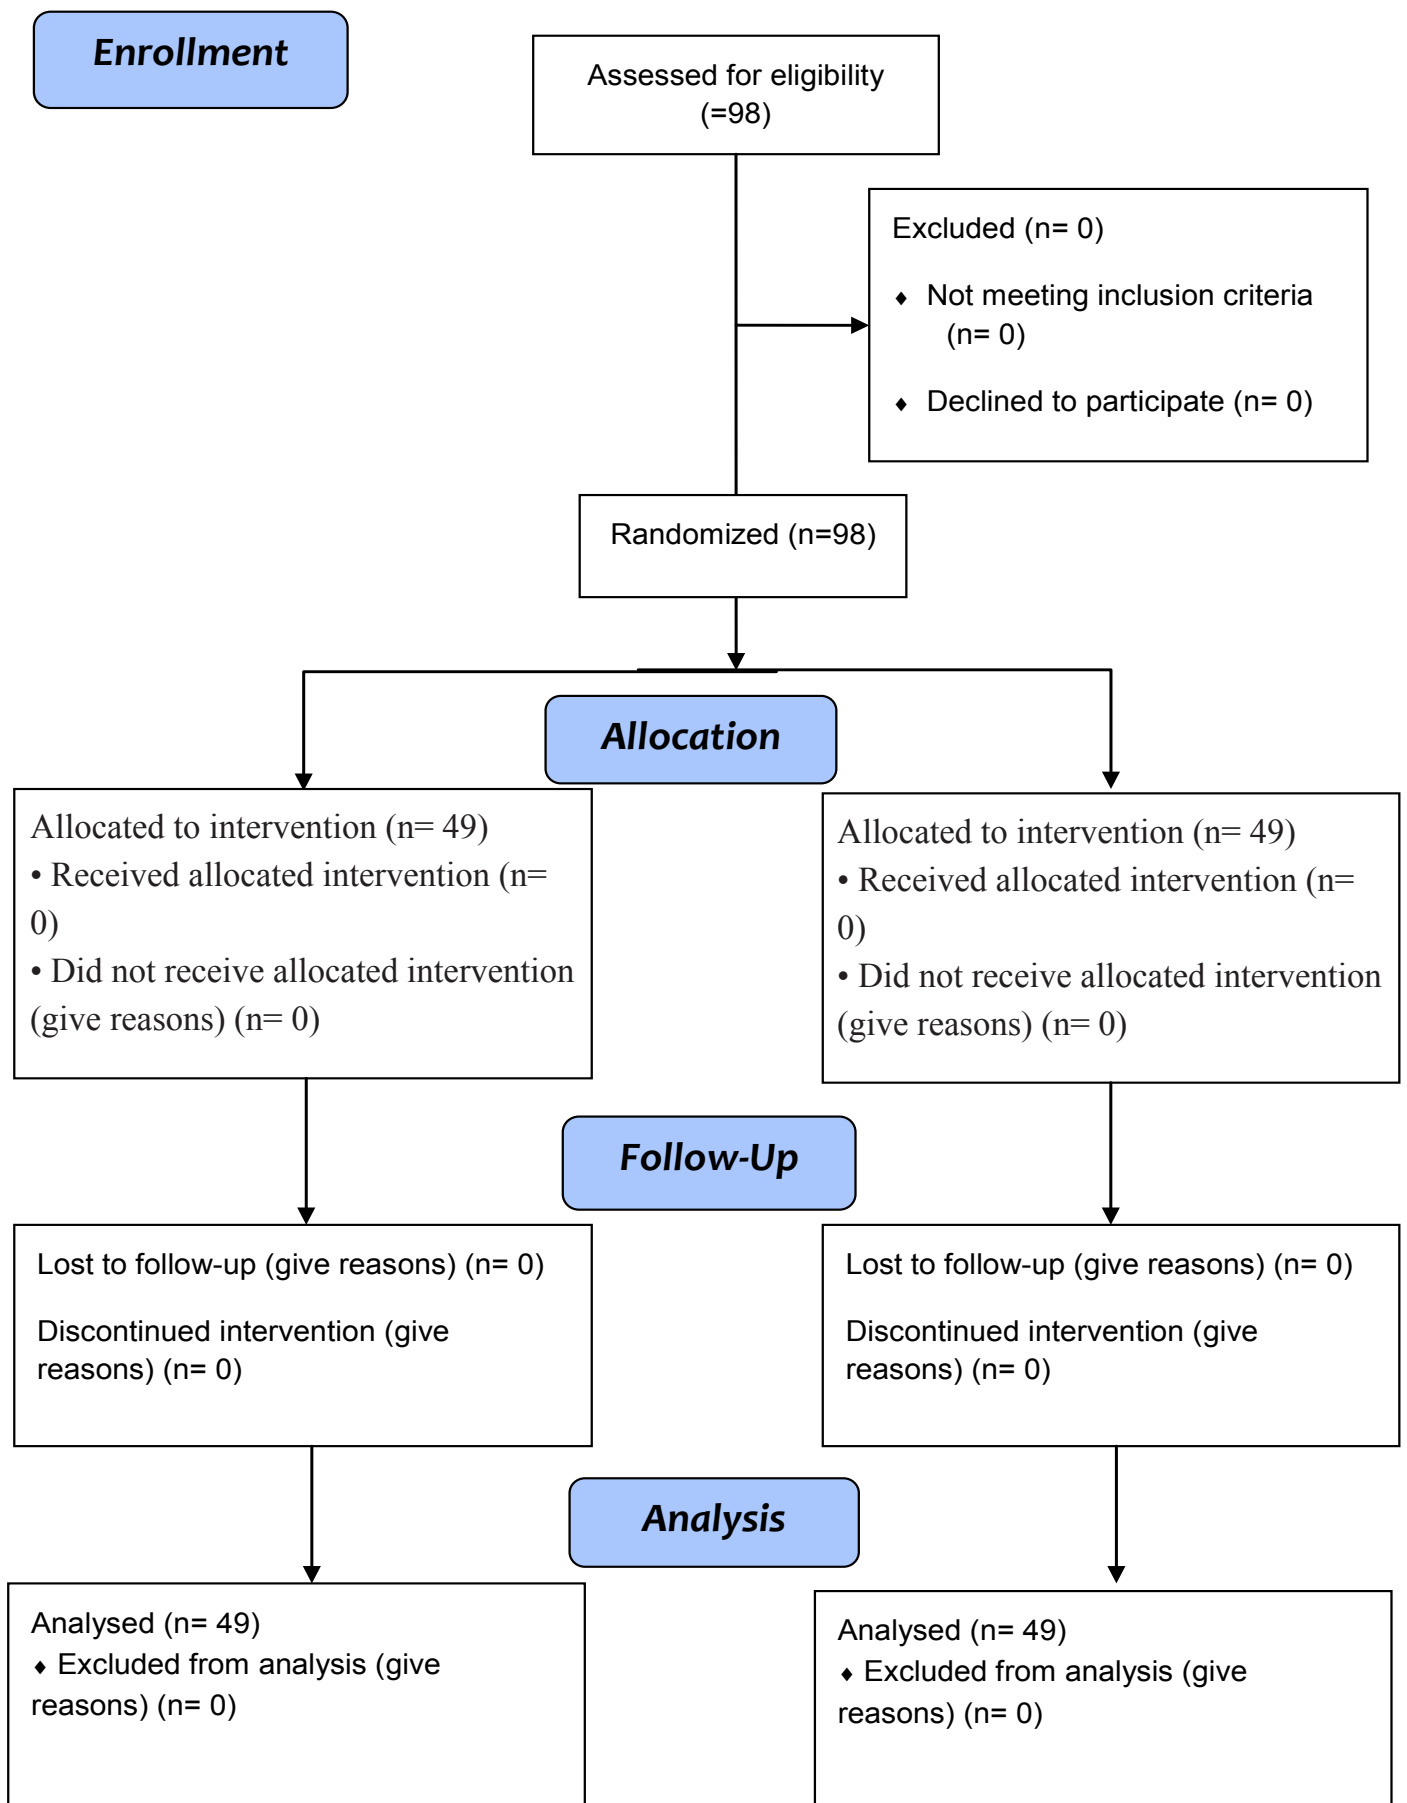 Enrollment
Assessed for eligibility
(=98)
Excluded (n= 0)
⬧ Not meeting inclusion criteria
(n= 0)
⬧ Declined to participate (n= 0)
Randomized (n=98)
Allocation
Allocated to intervention (n= 49)
• Received allocated intervention (n=
0)
• Did not receive allocated intervention
(give reasons) (n= 0)
Allocated to intervention (n= 49)
• Received allocated intervention (n=
0)
• Did not receive allocated intervention
(give reasons) (n= 0)
Follow-Up
Lost to follow-up (give reasons) (n= 0)
Discontinued intervention (give
reasons) (n= 0)
Lost to follow-up (give reasons) (n= 0)
Discontinued intervention (give
reasons) (n= 0)
Analysis
Analysed (n= 49)
⬧ Excluded from analysis (give
reasons) (n= 0)
Analysed (n= 49)
⬧ Excluded from analysis (give
reasons) (n= 0)